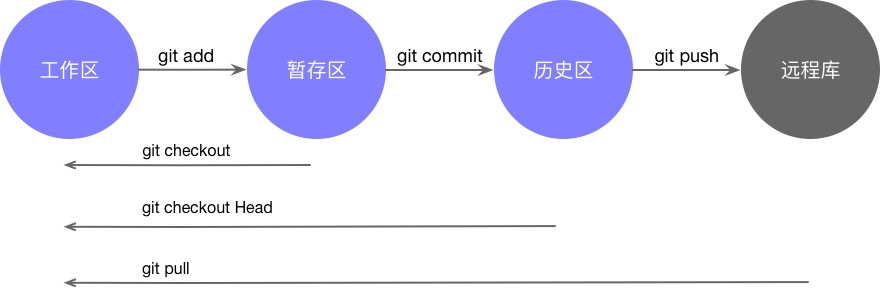 工作区
git add
暂存区
git commit
历史区
git push
远程库
git checkout
git checkout Head
git pull